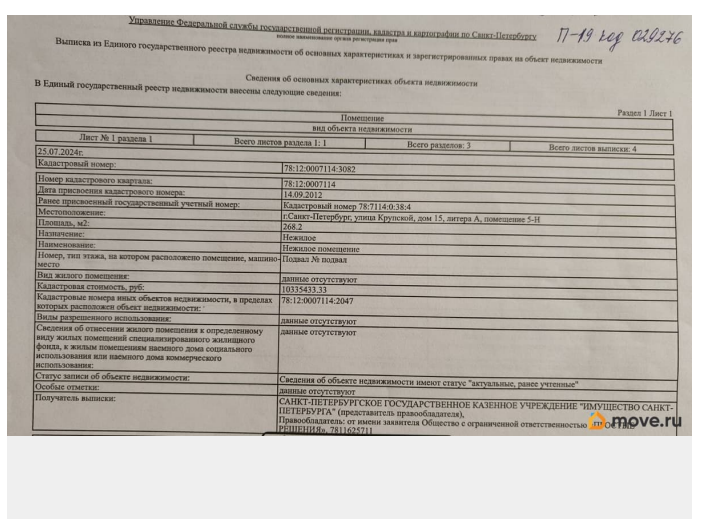 Управление Федеральной службы государственной регистрации, кадастра и картографии по Санкт-Петербургу
полное наименование органа регистрации прав
П-19 код 029276
Выписка из Единого государственного реестра недвижимости об основных характеристиках и зарегистрированных правах на объект недвижимости
Сведения об основных характеристиках объекта недвижимости
В Единый государственный реестр недвижимости внесены следующие сведения:
Раздел 1 Лист 1
Помещение
вид объекта недвижимости
Лист № 1 раздела 1 Всего листов раздела 1: 1 Всего разделов: 3 Всего листов выписки: 4
25.07.2024г.
Кадастровый номер: 78:12:0007114:3082
Номер кадастрового квартала: 78:12:0007114
Дата присвоения кадастрового номера: 14.09.2012
Ранее присвоенный государственный учетный номер: Кадастровый номер 78:7114:0:38:4
Местоположение: г.Санкт-Петербург, улица Крупской, дом 15, литера А, помещение 5-Н
Площадь, м2: 268.2
Назначение: Нежилое
Наименование: Нежилое помещение
Номер, тип этажа, на котором расположено помещение, машино- Подвал № подвал
место
Вид жилого помещения: данные отсутствуют
Кадастровая стоимость, руб: 10335433.33
Кадастровые номера иных объектов недвижимости, в пределах 78:12:0007114:2047
которых расположен объект недвижимости:
Виды разрешенного использования: данные отсутствуют
Сведения об отнесении жилого помещения к определенному данные отсутствуют
виду жилых помещений специализированного жилищного
фонда, к жилым помещениям наемного дома социального
использования или наемного дома коммерческого
использования:
Статус записи об объекте недвижимости: Сведения об объекте недвижимости имеют статус "актуальные, ранее учтенные"
Особые отметки: данные отсутствуют
Получатель выписки: САНКТ-ПЕТЕРБУРГСКОЕ ГОСУДАРСТВЕННОЕ КАЗЕННОЕ УЧРЕЖДЕНИЕ "ИМУЩЕСТВО САНКТ-
ПЕТЕРБУРГА" (представитель правообладателя),
Правообладатель: от имени заявителя Общество с ограниченной ответственностью
РЕШЕНИЯ», 7811625711
move.ru